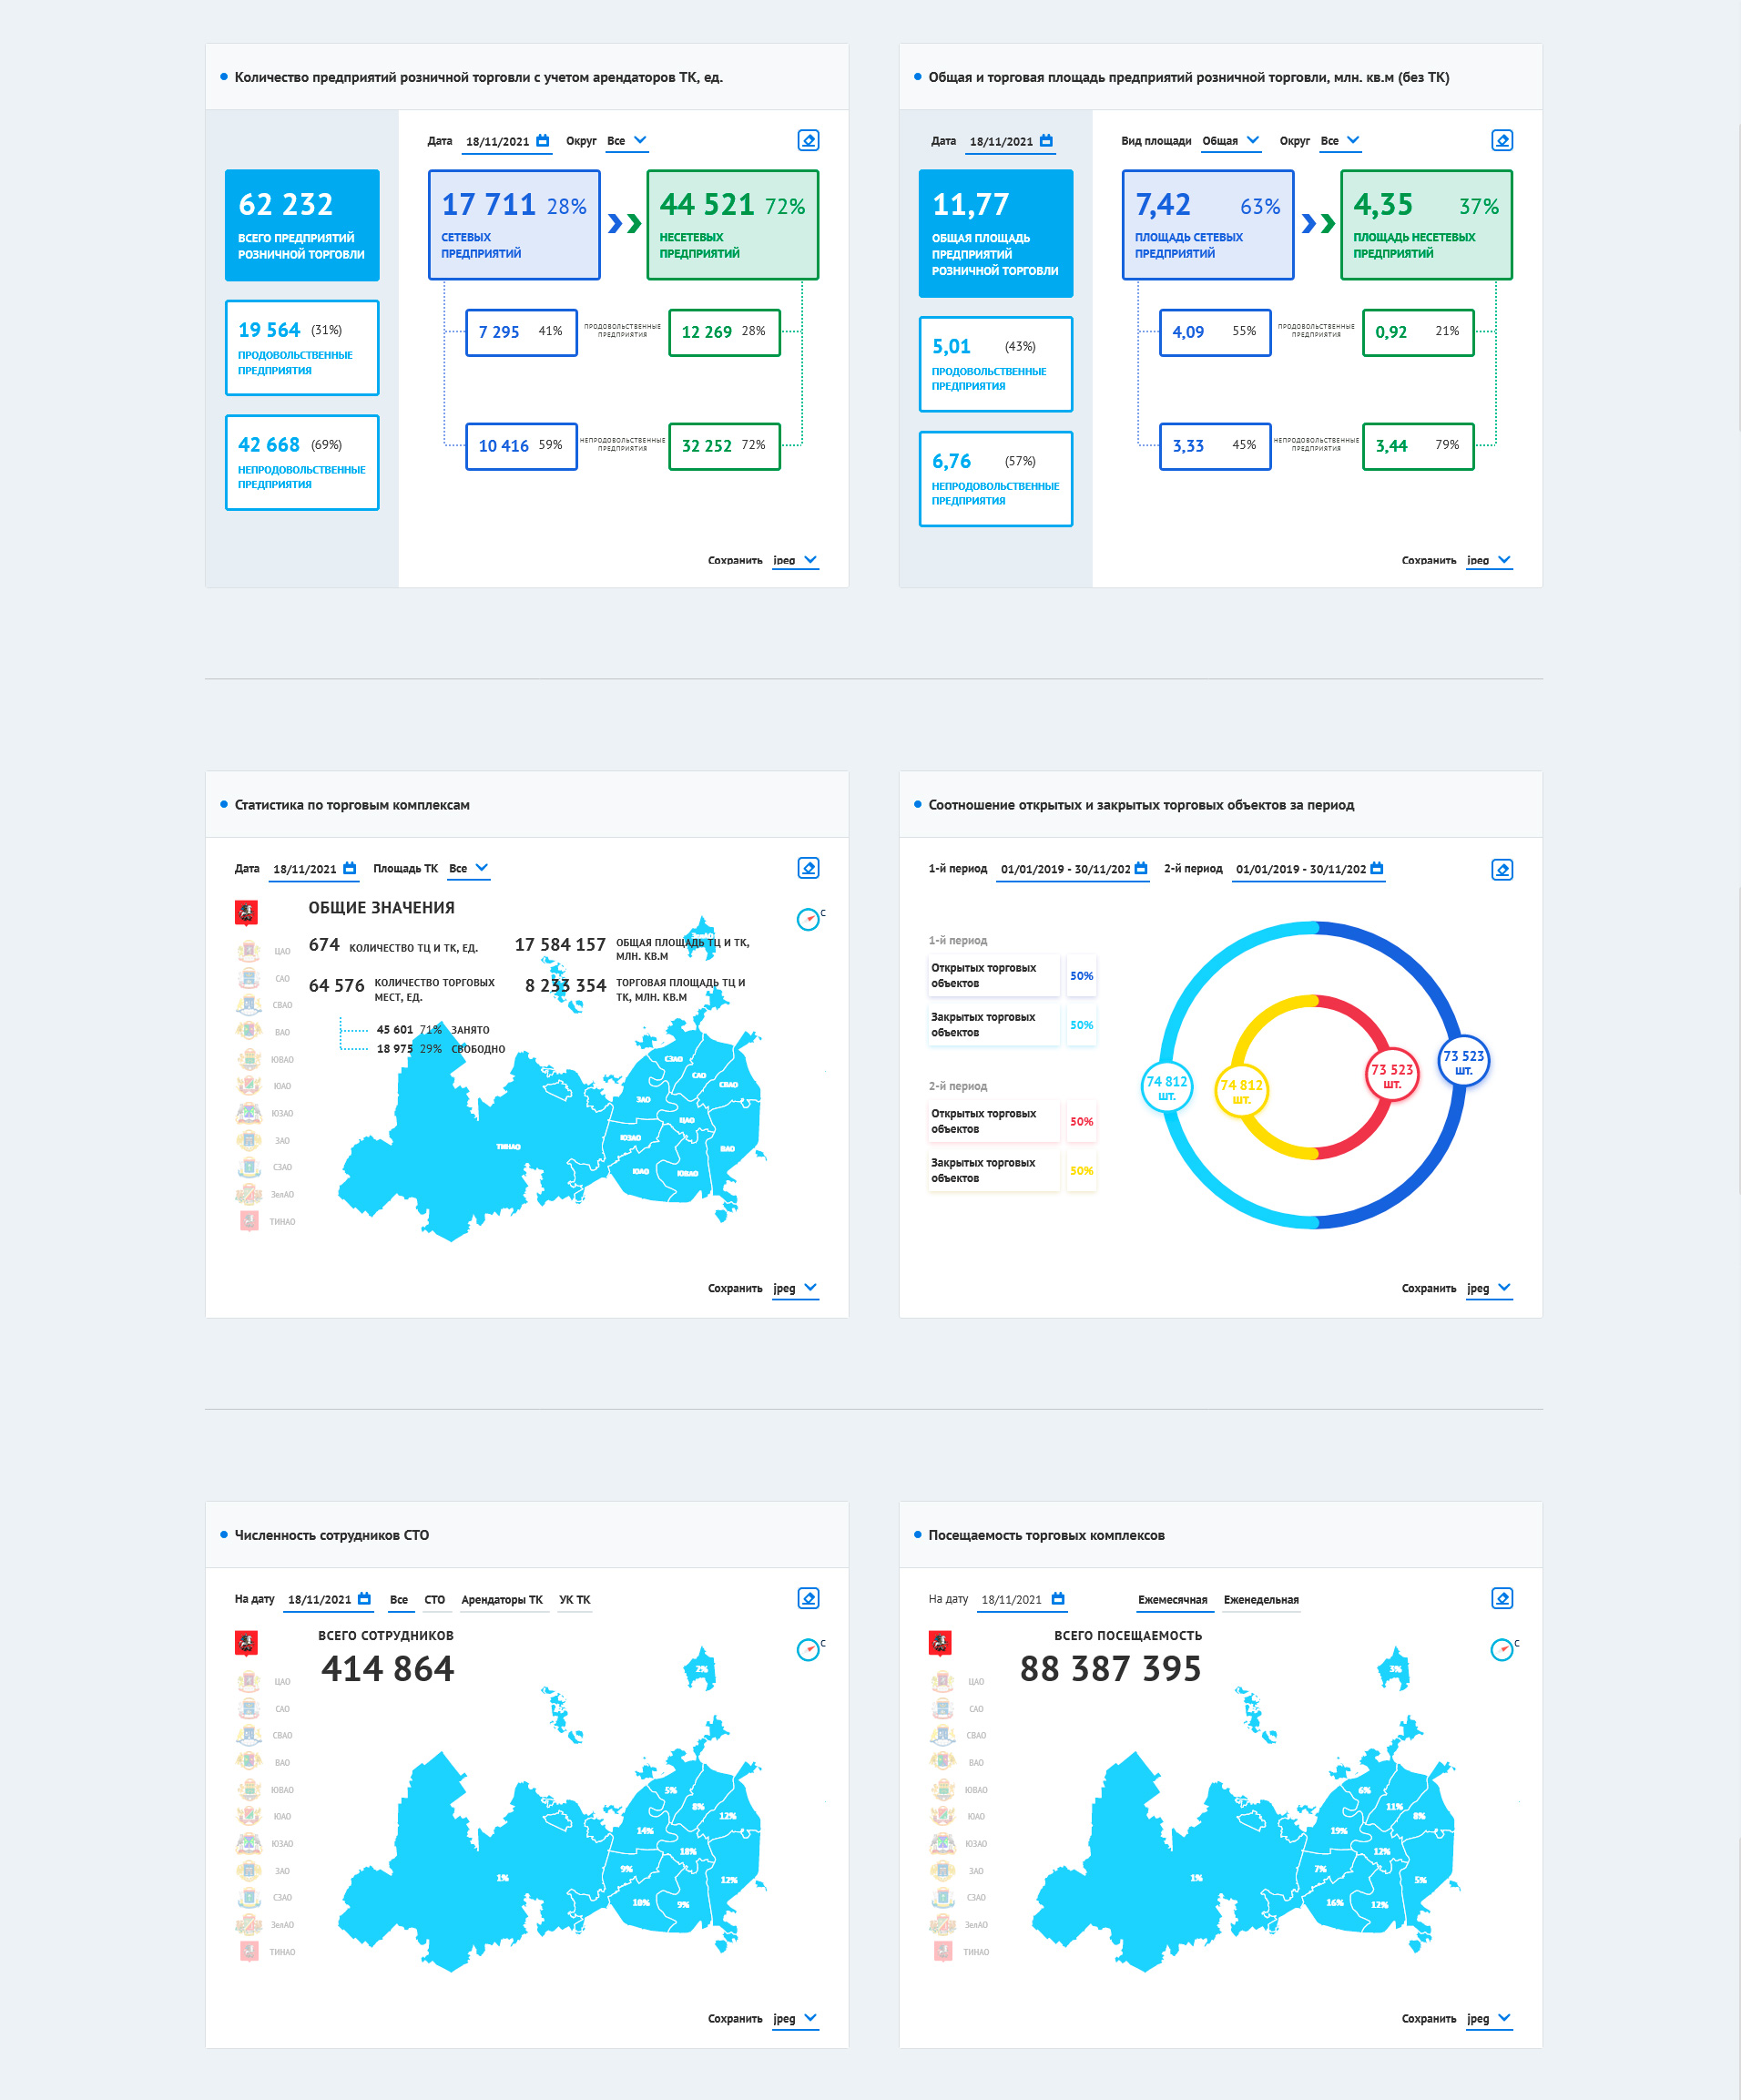 Количество предприятий розничной торговли с учетом арендаторов ТК, ед.
Дата 18/11/2021 Округ Все
62 232
ВСЕГО ПРЕДПРИЯТИЙ
РОЗНИЧНОЙ ТОРГОВЛИ
19 564 (31%)
ПРОДОВОЛЬСТВЕННЫЕ
ПРЕДПРИЯТИЯ
42 668 (69%)
НЕПРОДОВОЛЬСТВЕННЫЕ
ПРЕДПРИЯТИЯ
17 711 28%
СЕТЕВЫХ
ПРЕДПРИЯТИЙ
44 521 72%
НЕСЕТЕВЫХ
ПРЕДПРИЯТИЙ
7 295 41%
ПРОДОВОЛЬСТВЕННЫЕ
ПРЕДПРИЯТИЯ
12 269 28%
10 416 59%
НЕПРОДОВОЛЬСТВЕННЫЕ
ПРЕДПРИЯТИЯ
32 252 72%
Сохранить jpeg
Общая и торговая площадь предприятий розничной торговли, млн. кв.м (без ТК)
Дата 18/11/2021
Вид площади Общая Округ Все
11,77
ОБЩАЯ ПЛОЩАДЬ
ПРЕДПРИЯТИЙ
РОЗНИЧНОЙ ТОРГОВЛИ
5,01 (43%)
ПРОДОВОЛЬСТВЕННЫЕ
ПРЕДПРИЯТИЯ
6,76 (57%)
НЕПРОДОВОЛЬСТВЕННЫЕ
ПРЕДПРИЯТИЯ
7,42 63%
ПЛОЩАДЬ СЕТЕВЫХ
ПРЕДПРИЯТИЙ
4,35 37%
ПЛОЩАДЬ НЕСЕТЕВЫХ
ПРЕДПРИЯТИЙ
4,09 55%
ПРОДОВОЛЬСТВЕННЫЕ
ПРЕДПРИЯТИЯ
0,92 21%
3,33 45%
НЕПРОДОВОЛЬСТВЕННЫЕ
ПРЕДПРИЯТИЯ
3,44 79%
Сохранить jpeg
Статистика по торговым комплексам
Дата 18/11/2021 Площадь ТК Все
ОБЩИЕ ЗНАЧЕНИЯ
С
674 КОЛИЧЕСТВО ТЦ И ТК, ЕД.
17 584 157 ОБЩАЯ ПЛОЩАДЬ ТЦ И ТК,
МЛН. КВ.М
64 576 КОЛИЧЕСТВО ТОРГОВЫХ
МЕСТ, ЕД.
8 233 354 ТОРГОВАЯ ПЛОЩАДЬ ТЦ И
ТК, МЛН. КВ.М
45 601 71% ЗАНЯТО
18 975 29% СВОБОДНО
ЦАО
САО
СВАО
ВАО
ЮВАО
ЮАО
ЮЗАО
ЗАО
СЗАО
ЗелАО
ТИНАО
ЗелАО
СЗАО
САО
СВАО
ЗАО
ЦАО
ЮЗАО
ВАО
ТИНАО
ЮАО
ЮВАО
Сохранить jpeg
Соотношение открытых и закрытых торговых объектов за период
1-й период 01/01/2019 - 30/11/202 2-й период 01/01/2019 - 30/11/202
1-й период
Открытых торговых
объектов
50%
Закрытых торговых
объектов
50%
2-й период
Открытых торговых
объектов
50%
Закрытых торговых
объектов
50%
74 812
шт.
74 812
шт.
73 523
шт.
73 523
шт.
Сохранить jpeg
Численность сотрудников СТО
На дату 18/11/2021 Все СТО Арендаторы ТК УК ТК
ВСЕГО СОТРУДНИКОВ
414 864
С
ЦАО
САО
СВАО
ВАО
ЮВАО
ЮАО
ЮЗАО
ЗАО
СЗАО
ЗелАО
ТИНАО
2%
5%
8%
12%
14%
18%
9%
1%
12%
10%
9%
Сохранить jpeg
Посещаемость торговых комплексов
На дату 18/11/2021 Ежемесячная Еженедельная
ВСЕГО ПОСЕЩАЕМОСТЬ
88 387 395
С
ЦАО
САО
СВАО
ВАО
ЮВАО
ЮАО
ЮЗАО
ЗАО
СЗАО
ЗелАО
ТИНАО
3%
6%
11%
8%
19%
12%
7%
1%
5%
16%
12%
Сохранить jpeg